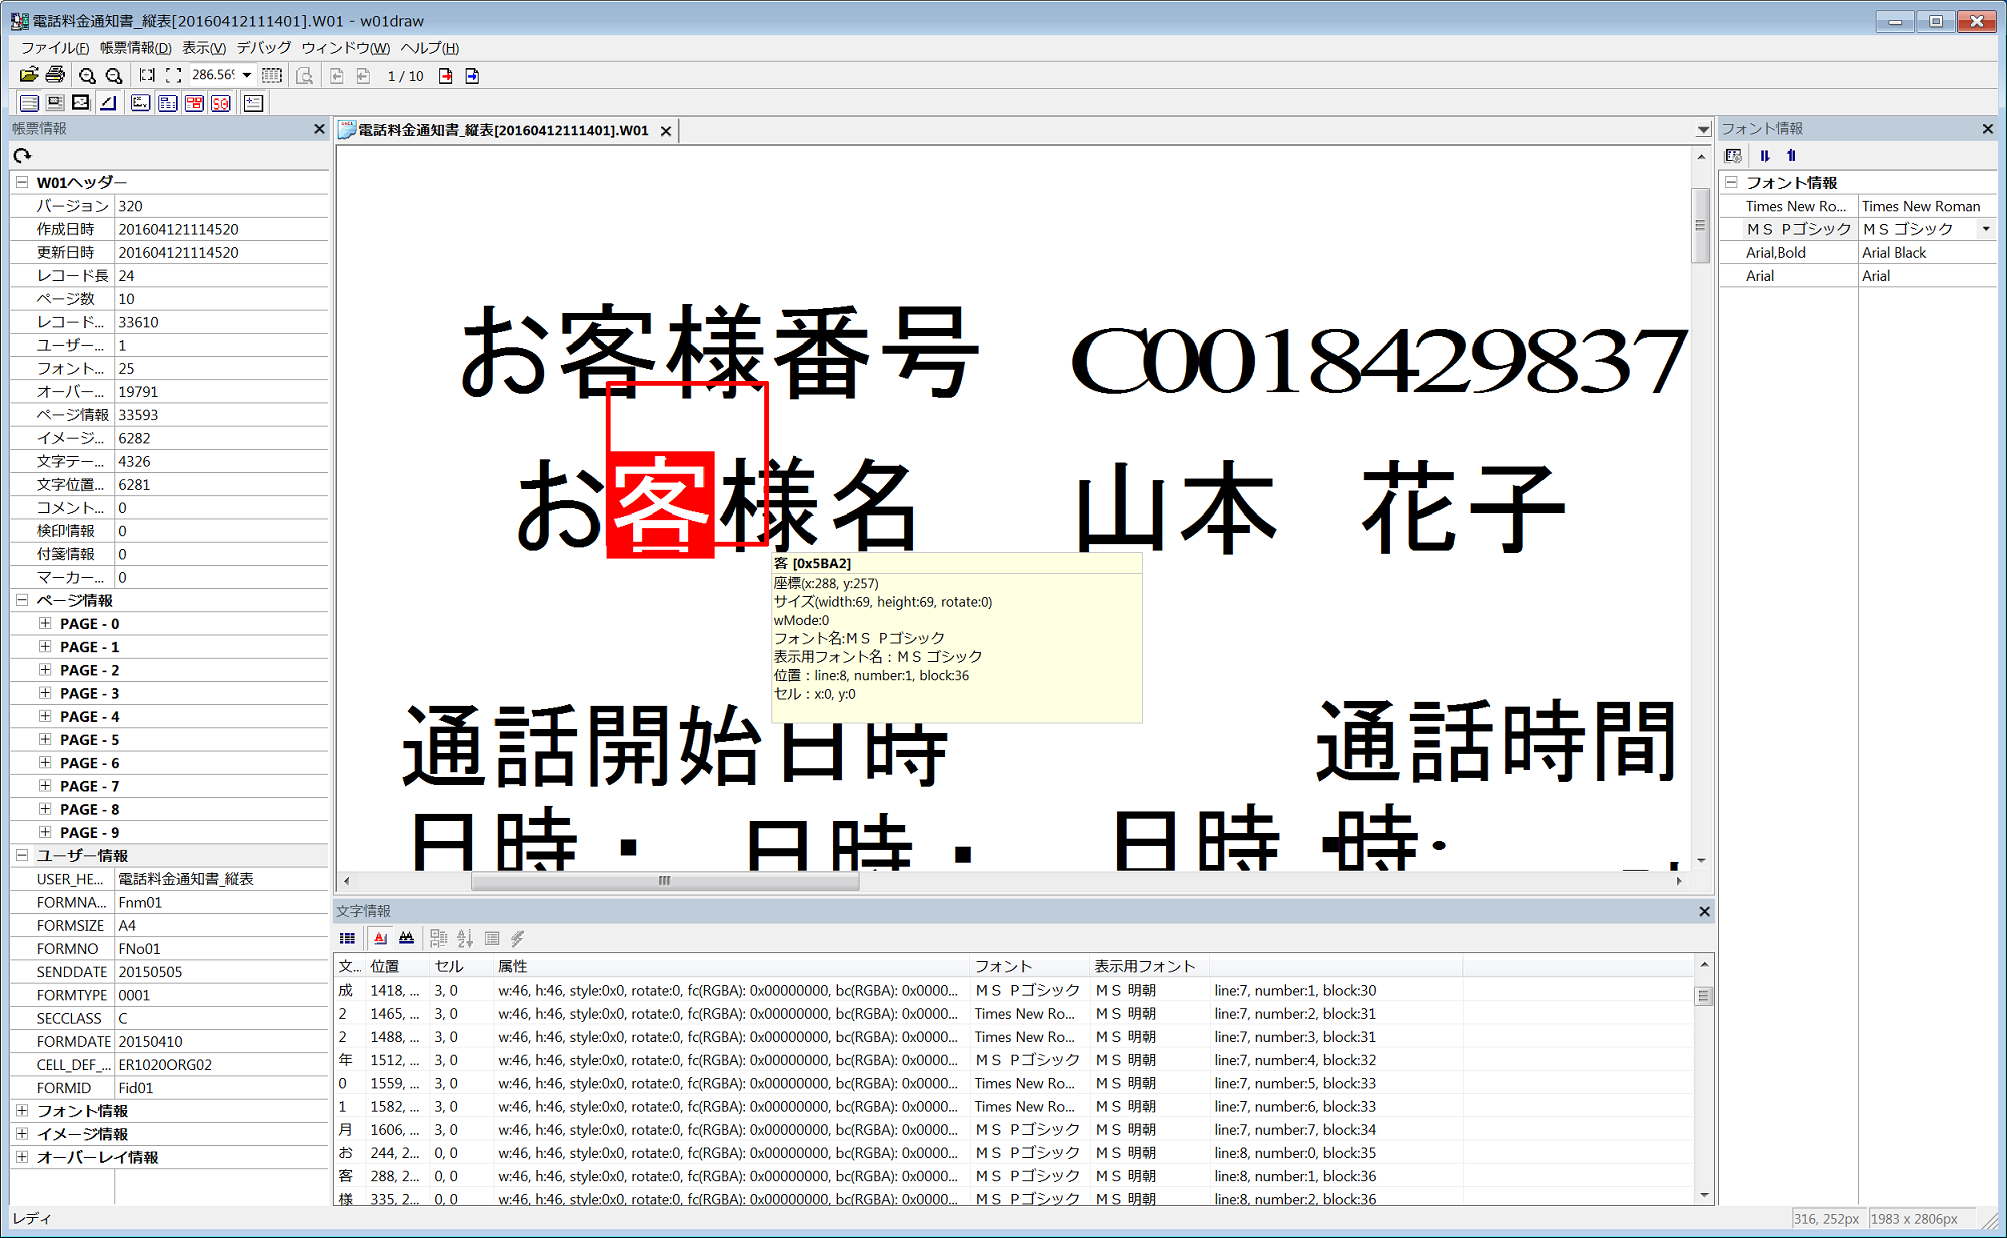 電話料金通知書_縦表[20160412111401].W01 - w01draw
ファイル(F) 帳票情報(D) 表示(V) デバッグ ウィンドウ(W) ヘルプ(H)
286.56% 1 / 10
帳票情報
W01ヘッダー
バージョン 320
作成日時 201604121114520
更新日時 201604121114520
レコード長 24
ページ数 10
レコード... 33610
ユーザー... 1
フォント... 25
オーバー... 19791
ページ情報 33593
イメージ... 6282
文字テー... 4326
文字位置... 6281
コメント... 0
検印情報 0
付箋情報 0
マーカー... 0
ページ情報
PAGE - 0
PAGE - 1
PAGE - 2
PAGE - 3
PAGE - 4
PAGE - 5
PAGE - 6
PAGE - 7
PAGE - 8
PAGE - 9
ユーザー情報
USER_HE... 電話料金通知書_縦表
FORMNA... Fnm01
FORMSIZE A4
FORMNO FNo01
SENDDATE 20150505
FORMTYPE 0001
SECCLASS C
FORMDATE 20150410
CELL_DEF_... ER1020ORG02
FORMID Fid01
フォント情報
イメージ情報
オーバーレイ情報
電話料金通知書_縦表[20160412111401].W01
お客様番号 C0018429837
お客様名 山本 花子
客 [0x5BA2]
座標(x:288, y:257)
サイズ(width:69, height:69, rotate:0)
wMode:0
フォント名:ＭＳ Ｐゴシック
表示用フォント名：ＭＳ ゴシック
位置：line:8, number:1, block:36
セル：x:0, y:0
通話開始日時 通話時間
日時・ 日時・ 日時・時・
文字情報
文... 位置 セル 属性 フォント 表示用フォント
成 1418, ... 3, 0 w:46, h:46, style:0x0, rotate:0, fc(RGBA): 0x00000000, bc(RGBA): 0x0000... ＭＳ Ｐゴシック ＭＳ 明朝 line:7, number:1, block:30
2 1465, ... 3, 0 w:46, h:46, style:0x0, rotate:0, fc(RGBA): 0x00000000, bc(RGBA): 0x0000... Times New Ro... ＭＳ 明朝 line:7, number:2, block:31
2 1488, ... 3, 0 w:46, h:46, style:0x0, rotate:0, fc(RGBA): 0x00000000, bc(RGBA): 0x0000... Times New Ro... ＭＳ 明朝 line:7, number:3, block:31
年 1512, ... 3, 0 w:46, h:46, style:0x0, rotate:0, fc(RGBA): 0x00000000, bc(RGBA): 0x0000... ＭＳ Ｐゴシック ＭＳ 明朝 line:7, number:4, block:32
0 1559, ... 3, 0 w:46, h:46, style:0x0, rotate:0, fc(RGBA): 0x00000000, bc(RGBA): 0x0000... Times New Ro... ＭＳ 明朝 line:7, number:5, block:33
1 1582, ... 3, 0 w:46, h:46, style:0x0, rotate:0, fc(RGBA): 0x00000000, bc(RGBA): 0x0000... Times New Ro... ＭＳ 明朝 line:7, number:6, block:33
月 1606, ... 3, 0 w:46, h:46, style:0x0, rotate:0, fc(RGBA): 0x00000000, bc(RGBA): 0x0000... ＭＳ Ｐゴシック ＭＳ 明朝 line:7, number:7, block:34
お 244, 2... 0, 0 w:46, h:46, style:0x0, rotate:0, fc(RGBA): 0x00000000, bc(RGBA): 0x0000... ＭＳ Ｐゴシック ＭＳ 明朝 line:8, number:0, block:35
客 288, 2... 0, 0 w:46, h:46, style:0x0, rotate:0, fc(RGBA): 0x00000000, bc(RGBA): 0x0000... ＭＳ Ｐゴシック ＭＳ 明朝 line:8, number:1, block:36
様 335, 2... 0, 0 w:46, h:46, style:0x0, rotate:0, fc(RGBA): 0x00000000, bc(RGBA): 0x0000... ＭＳ Ｐゴシック ＭＳ 明朝 line:8, number:2, block:36
フォント情報
フォント情報
Times New Ro... Times New Roman
ＭＳ Ｐゴシック ＭＳ ゴシック
Arial,Bold Arial Black
Arial Arial
レディ 316, 252px 1983 x 2806px